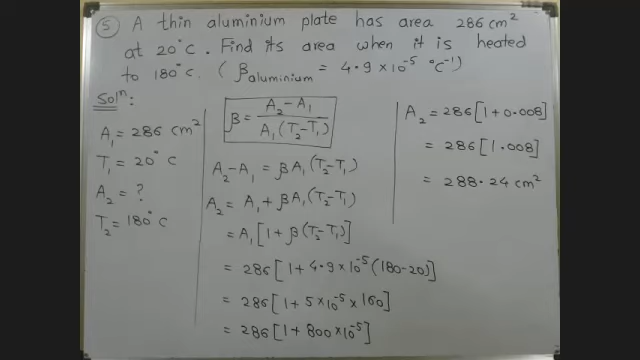 ⑤ A thin aluminium plate has area 286 cm²
at 20°C. Find its area when it is heated
to 180°C. (β aluminium = 4.9×10⁻⁵ °C⁻¹)
Solⁿ:
A₁ = 286 cm²
T₁ = 20°C
A₂ = ?
T₂ = 180°C
β = (A₂ − A₁) / (A₁(T₂ − T₁))
A₂ − A₁ = βA₁(T₂ − T₁)
A₂ = A₁ + βA₁(T₂ − T₁)
= A₁[1 + β(T₂ − T₁)]
= 286[1 + 4.9×10⁻⁵(180−20)]
= 286[1 + 5×10⁻⁵×160]
= 286[1 + 800×10⁻⁵]
A₂ = 286[1 + 0.008]
= 286[1.008]
= 288.24 cm²